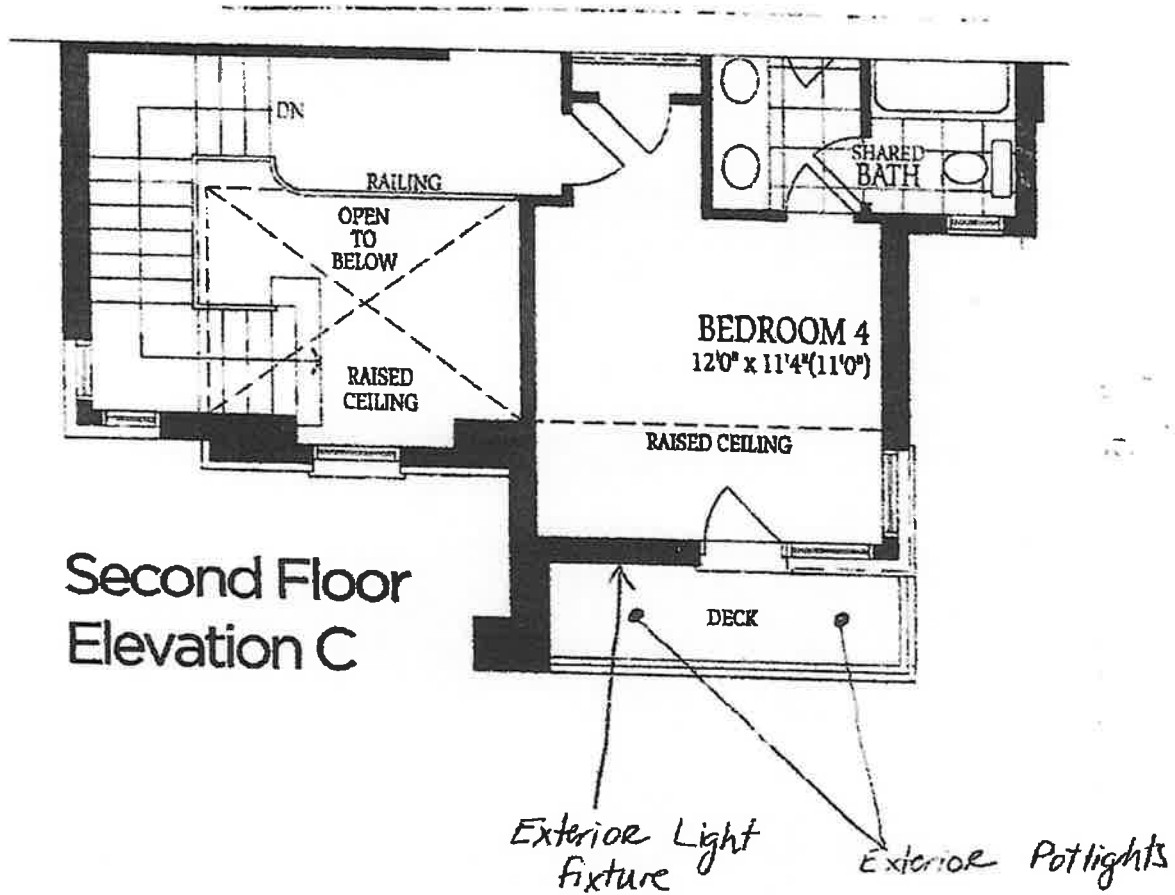 DN
RAILING
OPEN
TO
BELOW
SHARED
BATH
BEDROOM 4
12'0" x 11'4"(11'0")
RAISED
CEILING
RAISED CEILING
DECK
Second Floor
Elevation C
Exterior Light
fixture
Exterior Potlights